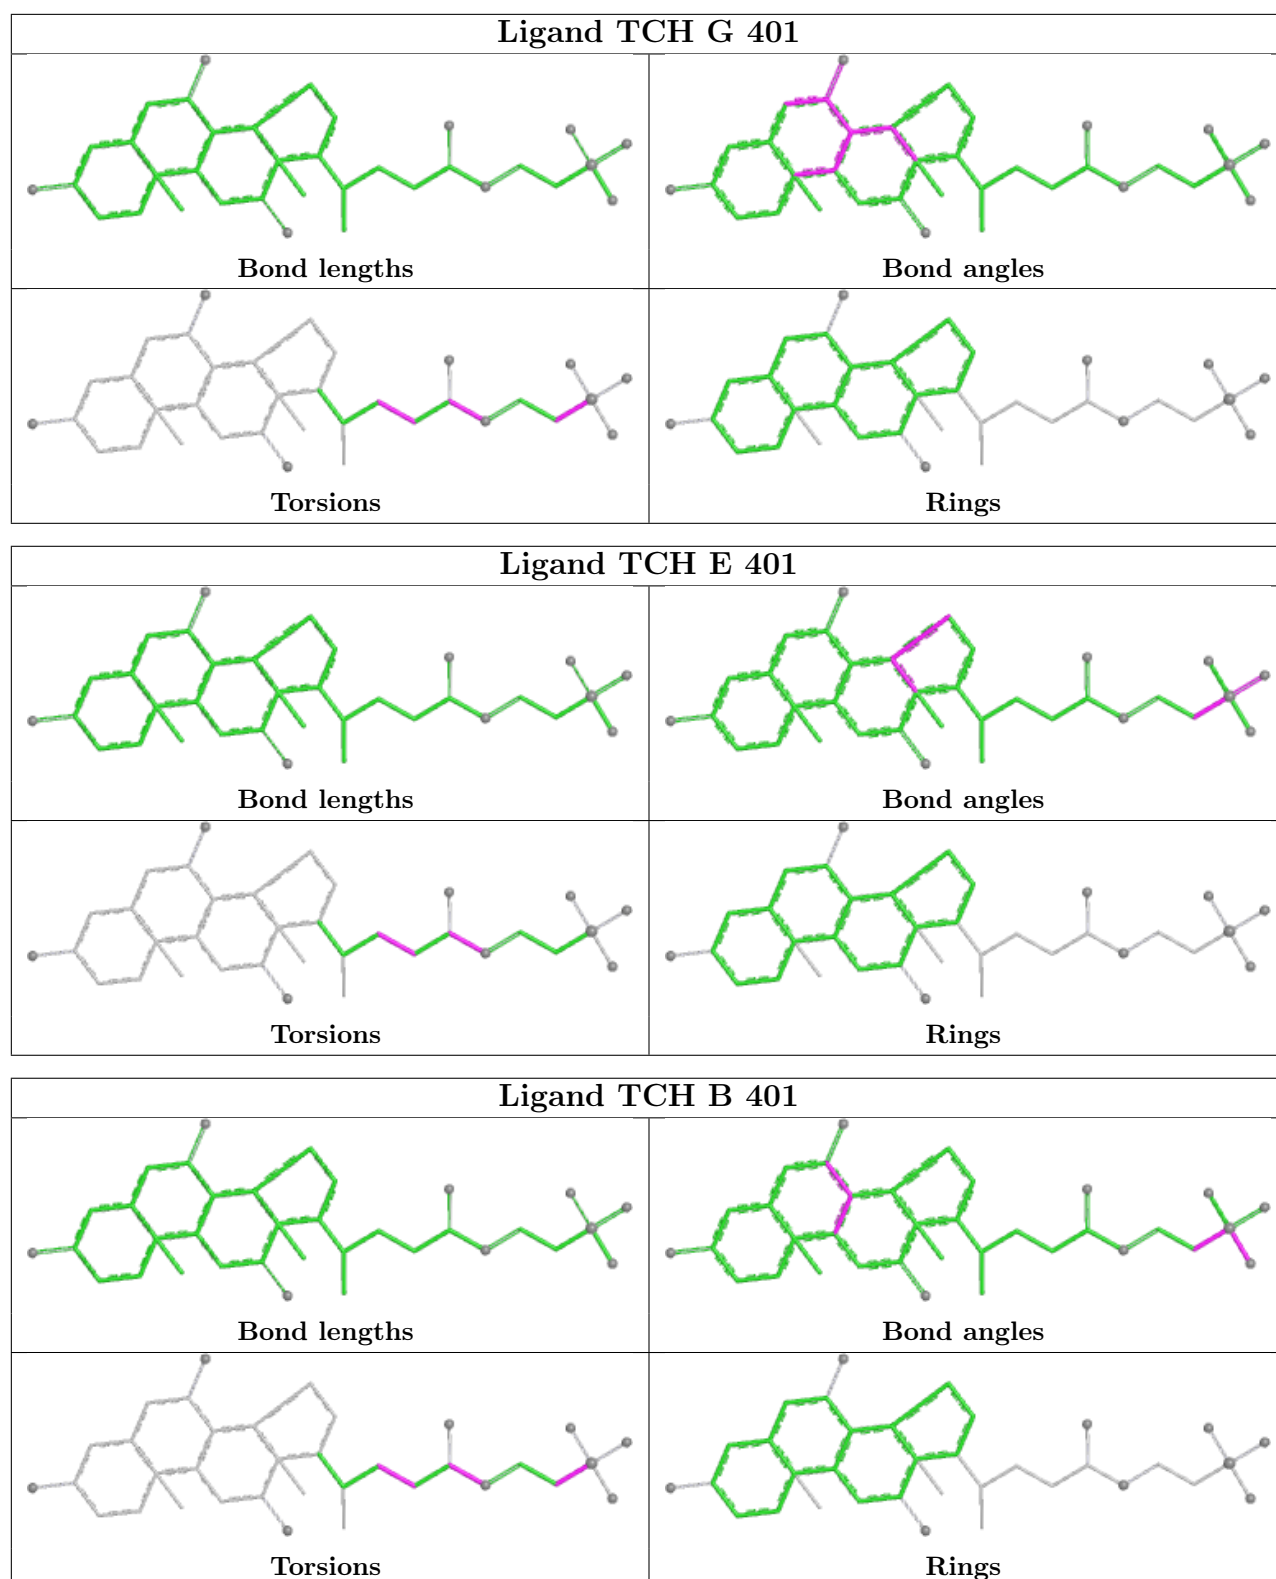 Ligand TCH G 401
Bond lengths
Bond angles
Torsions
Rings
Ligand TCH E 401
Bond lengths
Bond angles
Torsions
Rings
Ligand TCH B 401
Bond lengths
Bond angles
Torsions
Rings